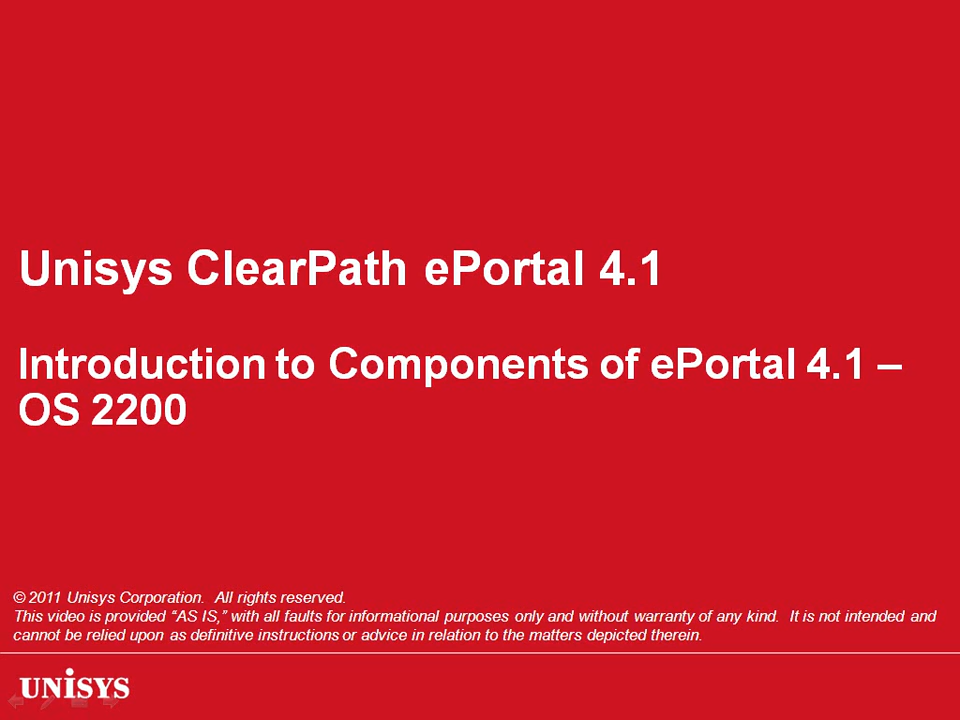 Unisys ClearPath ePortal 4.1
Introduction to Components of ePortal 4.1 –
OS 2200
© 2011 Unisys Corporation.  All rights reserved.
This video is provided “AS IS,” with all faults for informational purposes only and without warranty of any kind.  It is not intended and
cannot be relied upon as definitive instructions or advice in relation to the matters depicted therein.
UNiSYS